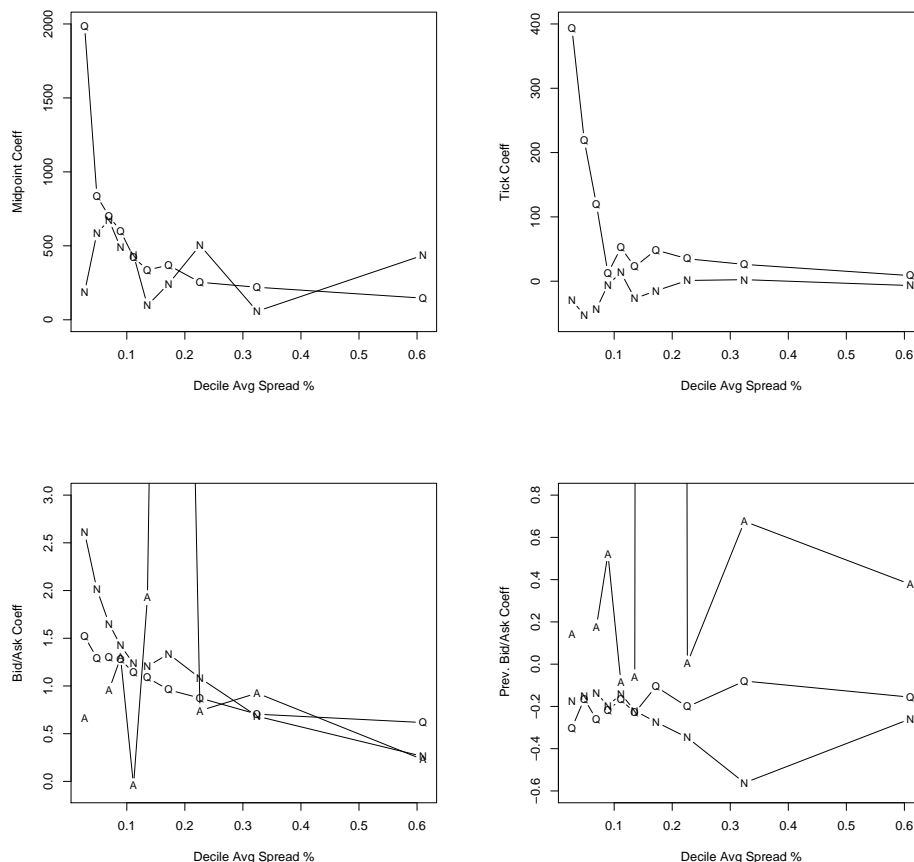 Midpoint Coeff
2000
1500
1000
500
0
Q Q Q Q Q Q Q Q Q Q
N N N N N N N N N N
0.1 0.2 0.3 0.4 0.5 0.6
Decile Avg Spread %
Tick Coeff
400
300
200
100
0
Q Q Q Q Q Q Q Q Q Q
N N N N N N N N N N
0.1 0.2 0.3 0.4 0.5 0.6
Decile Avg Spread %
Bid/Ask Coeff
3.0
2.5
2.0
1.5
1.0
0.5
0.0
N N N N N N N N N N
Q Q Q Q Q Q Q Q Q Q
A A A A A A A A
0.1 0.2 0.3 0.4 0.5 0.6
Decile Avg Spread %
Prev. Bid/Ask Coeff
0.8
0.6
0.4
0.2
0.0
−0.2
−0.4
−0.6
A A A A A A A A
Q Q Q Q Q Q Q Q Q Q
N N N N N N N N N N
0.1 0.2 0.3 0.4 0.5 0.6
Decile Avg Spread %